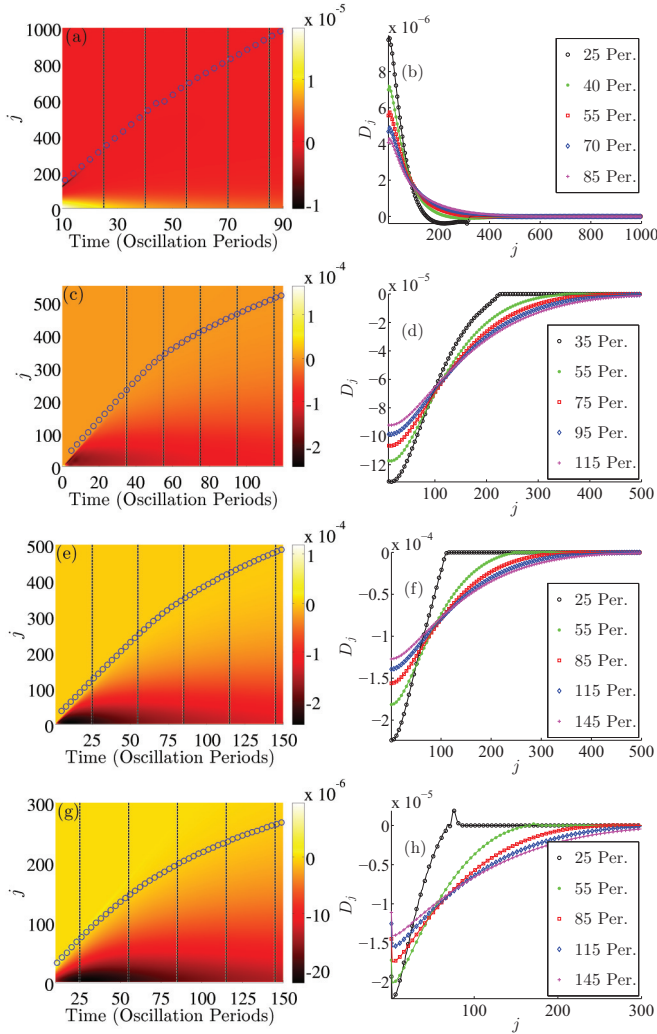 x 10^-5
(a)
1000
800
600
400
200
0
j
10 30 50 70 90
Time (Oscillation Periods)
1
0
-1
x 10^-6
(b)
8
6
4
2
0
D_j
200 400 600 800 1000
j
25 Per.
40 Per.
55 Per.
70 Per.
85 Per.
x 10^-4
(c)
500
400
300
200
100
0
j
0 20 40 60 80 100
Time (Oscillation Periods)
1
0
-1
-2
x 10^-5
(d)
0
−2
−4
−6
−8
−10
−12
D_j
100 200 300 400 500
j
35 Per.
55 Per.
75 Per.
95 Per.
115 Per.
x 10^-4
(e)
500
400
300
200
100
0
j
25 50 75 100 125 150
Time (Oscillation Periods)
1
0
-1
-2
x 10^-4
(f)
0
−0.5
−1
−1.5
−2
D_j
100 200 300 400 500
j
25 Per.
55 Per.
85 Per.
115 Per.
145 Per.
x 10^-6
(g)
300
200
100
0
j
25 50 75 100 125 150
Time (Oscillation Periods)
0
-10
-20
x 10^-5
(h)
0
−0.5
−1
−1.5
−2
D_j
100 200 300
j
25 Per.
55 Per.
85 Per.
115 Per.
145 Per.